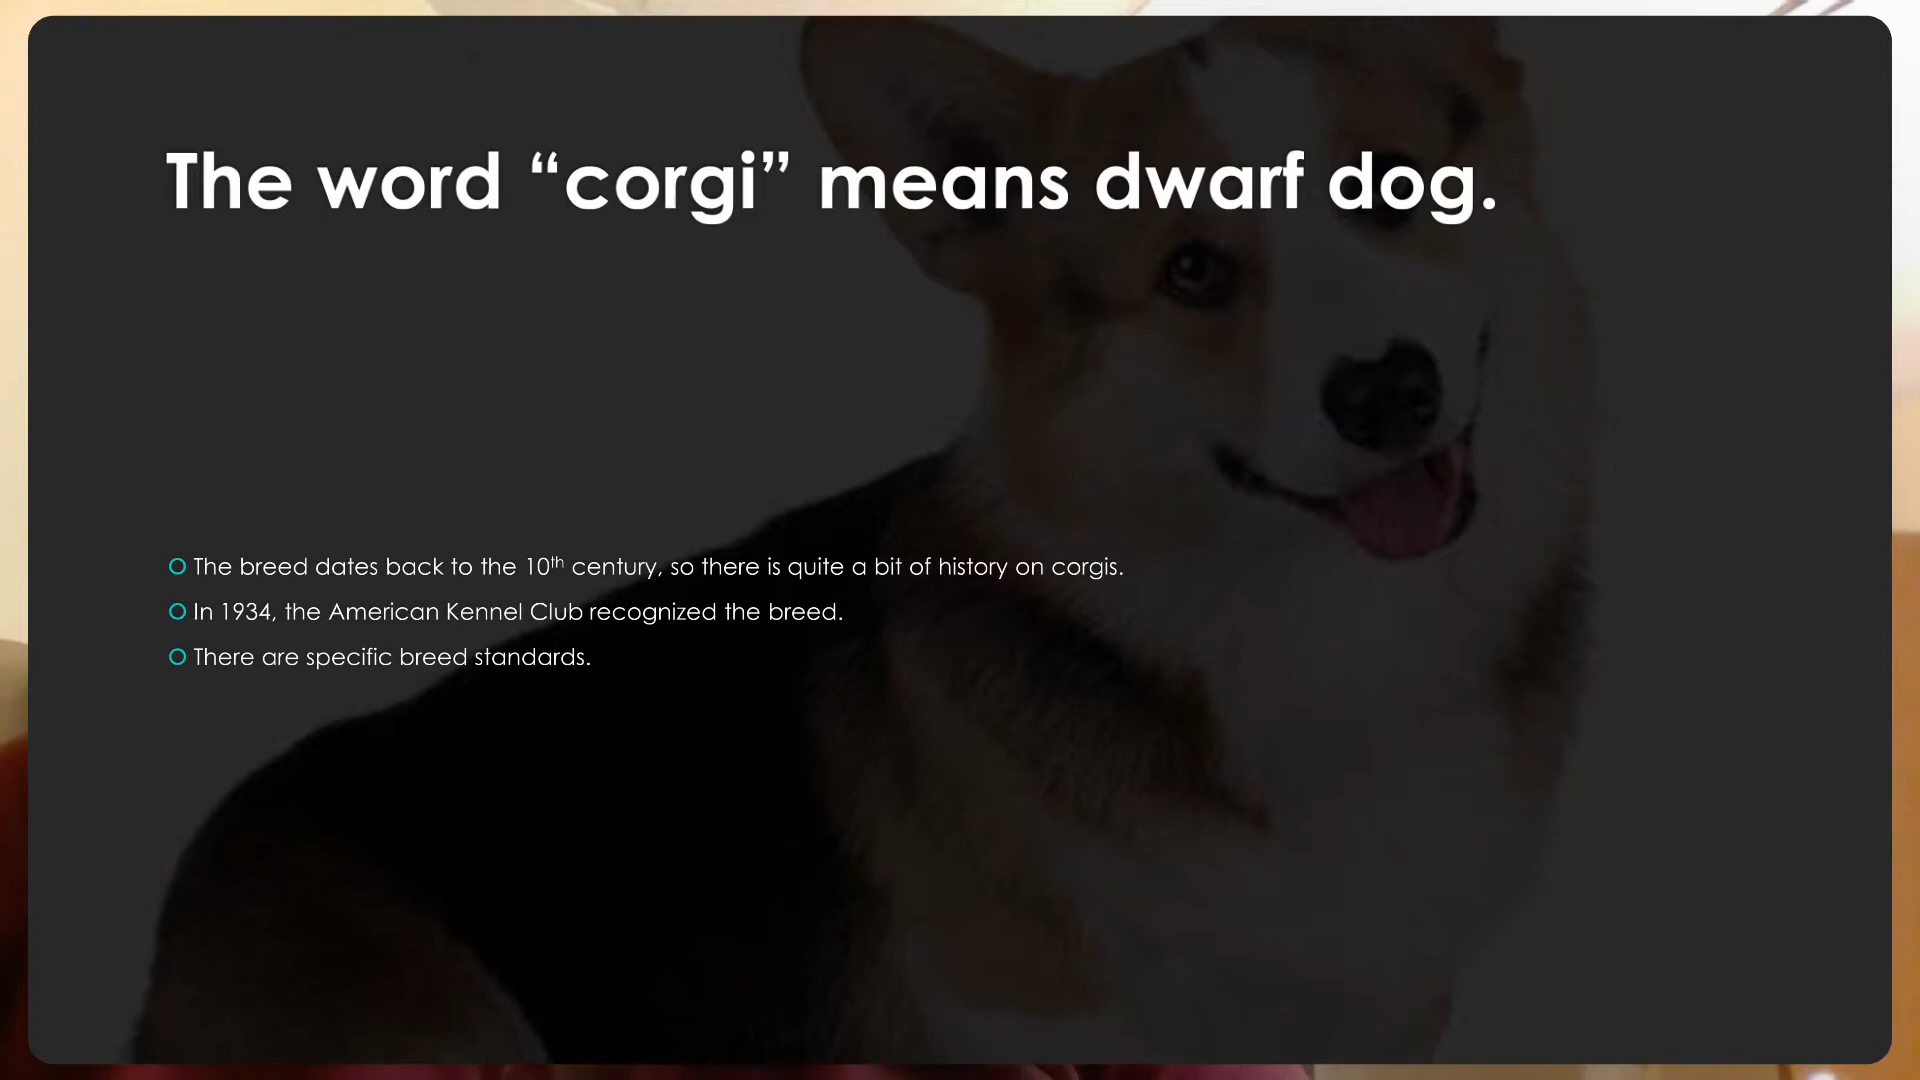 The word “corgi” means dwarf dog.
The breed dates back to the 10th century, so there is quite a bit of history on corgis.
In 1934, the American Kennel Club recognized the breed.
There are specific breed standards.